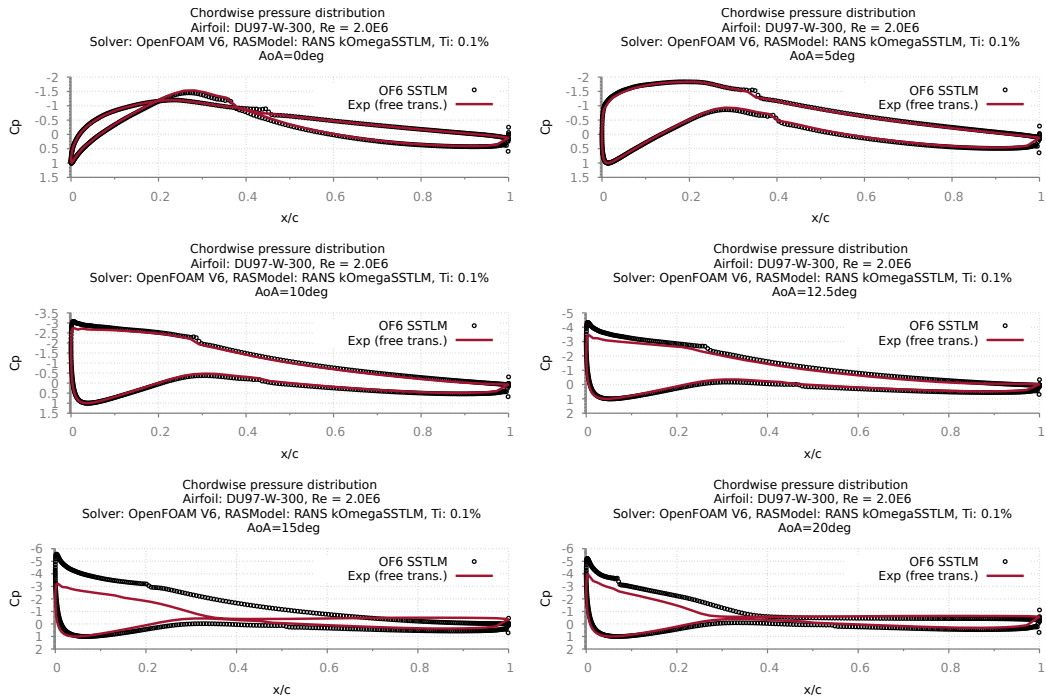 Chordwise pressure distribution
Airfoil: DU97-W-300, Re = 2.0E6
Solver: OpenFOAM V6, RASModel: RANS kOmegaSSTLM, Ti: 0.1%
AoA=0deg
OF6 SSTLM
Exp (free trans.)
Cp
-2
-1.5
-1
-0.5
0
0.5
1
1.5
0 0.2 0.4 0.6 0.8 1
x/c
Chordwise pressure distribution
Airfoil: DU97-W-300, Re = 2.0E6
Solver: OpenFOAM V6, RASModel: RANS kOmegaSSTLM, Ti: 0.1%
AoA=5deg
OF6 SSTLM
Exp (free trans.)
Cp
-2
-1.5
-1
-0.5
0
0.5
1
1.5
0 0.2 0.4 0.6 0.8 1
x/c
Chordwise pressure distribution
Airfoil: DU97-W-300, Re = 2.0E6
Solver: OpenFOAM V6, RASModel: RANS kOmegaSSTLM, Ti: 0.1%
AoA=10deg
OF6 SSTLM
Exp (free trans.)
Cp
-3.5
-3
-2.5
-2
-1.5
-1
-0.5
0
0.5
1
1.5
0 0.2 0.4 0.6 0.8 1
x/c
Chordwise pressure distribution
Airfoil: DU97-W-300, Re = 2.0E6
Solver: OpenFOAM V6, RASModel: RANS kOmegaSSTLM, Ti: 0.1%
AoA=12.5deg
OF6 SSTLM
Exp (free trans.)
Cp
-5
-4
-3
-2
-1
0
1
2
0 0.2 0.4 0.6 0.8 1
x/c
Chordwise pressure distribution
Airfoil: DU97-W-300, Re = 2.0E6
Solver: OpenFOAM V6, RASModel: RANS kOmegaSSTLM, Ti: 0.1%
AoA=15deg
OF6 SSTLM
Exp (free trans.)
Cp
-6
-5
-4
-3
-2
-1
0
1
2
0 0.2 0.4 0.6 0.8 1
x/c
Chordwise pressure distribution
Airfoil: DU97-W-300, Re = 2.0E6
Solver: OpenFOAM V6, RASModel: RANS kOmegaSSTLM, Ti: 0.1%
AoA=20deg
OF6 SSTLM
Exp (free trans.)
Cp
-6
-5
-4
-3
-2
-1
0
1
2
0 0.2 0.4 0.6 0.8 1
x/c